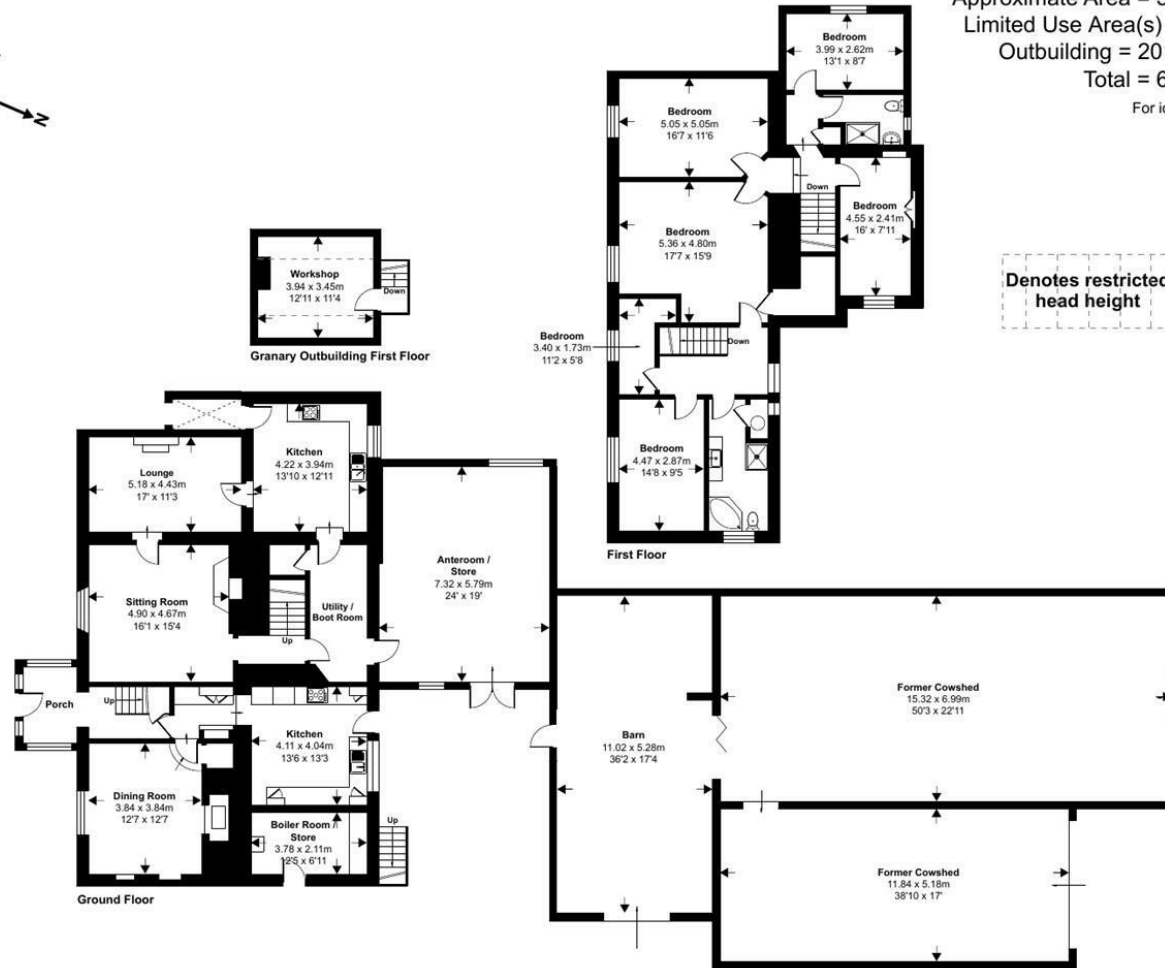 Approximate Area = 5
Limited Use Area(s)
Outbuilding = 20
Total = 6
For
N
Bedroom
3.99 x 2.62m
13'1 x 8'7
Bedroom
5.05 x 5.05m
16'7 x 11'6
Down
Bedroom
4.55 x 2.41m
16' x 7'11
Bedroom
5.36 x 4.80m
17'7 x 15'9
Bedroom
3.40 x 1.73m
11'2 x 5'8
Down
Bedroom
4.47 x 2.87m
14'8 x 9'5
First Floor
Denotes restricted
head height
Workshop
3.94 x 3.45m
12'11 x 11'4
Down
Granary Outbuilding First Floor
Kitchen
4.22 x 3.94m
13'10 x 12'11
Lounge
5.18 x 4.43m
17' x 11'3
Anteroom /
Store
7.32 x 5.79m
24' x 19'
Sitting Room
4.90 x 4.67m
16'1 x 15'4
Utility /
Boot Room
Up
Porch
Up
Kitchen
4.11 x 4.04m
13'6 x 13'3
Dining Room
3.84 x 3.84m
12'7 x 12'7
Boiler Room /
Store
3.78 x 2.11m
12'5 x 6'11
Up
Ground Floor
Barn
11.02 x 5.28m
36'2 x 17'4
Former Cowshed
15.32 x 6.99m
50'3 x 22'11
Former Cowshed
11.84 x 5.18m
38'10 x 17'